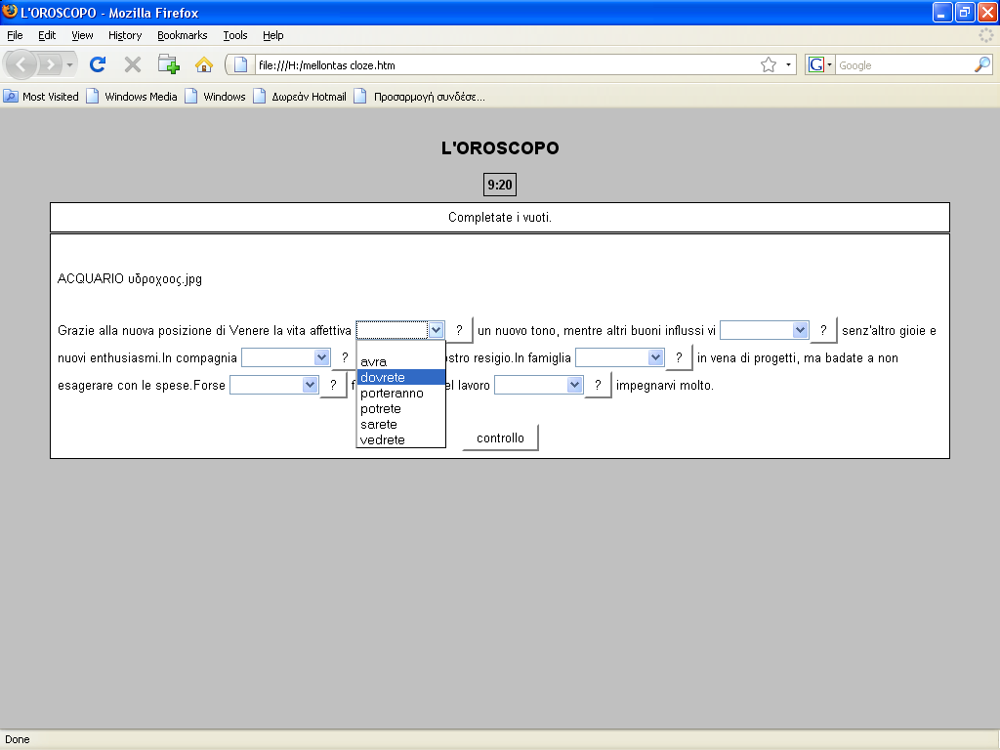 L'OROSCOPO - Mozilla Firefox
File Edit View History Bookmarks Tools Help
file:///H:/mellontas cloze.htm Google
Most Visited Windows Media Windows Δωρεάν Hotmail Προσαρμογή συνδέσε...
L'OROSCOPO
9:20
Completate i vuoti.
ACQUARIO υδροχοος.jpg
Grazie alla nuova posizione di Venere la vita affettiva ? un nuovo tono, mentre altri buoni influssi vi ? senz'altro gioie e
nuovi enthusiasmi.In compagnia ? ostro resigio.In famiglia ? in vena di progetti, ma badate a non
esagerare con le spese.Forse ? f el lavoro ? impegnarvi molto.
avra
dovrete
porteranno
potrete
sarete
vedrete
controllo
Done